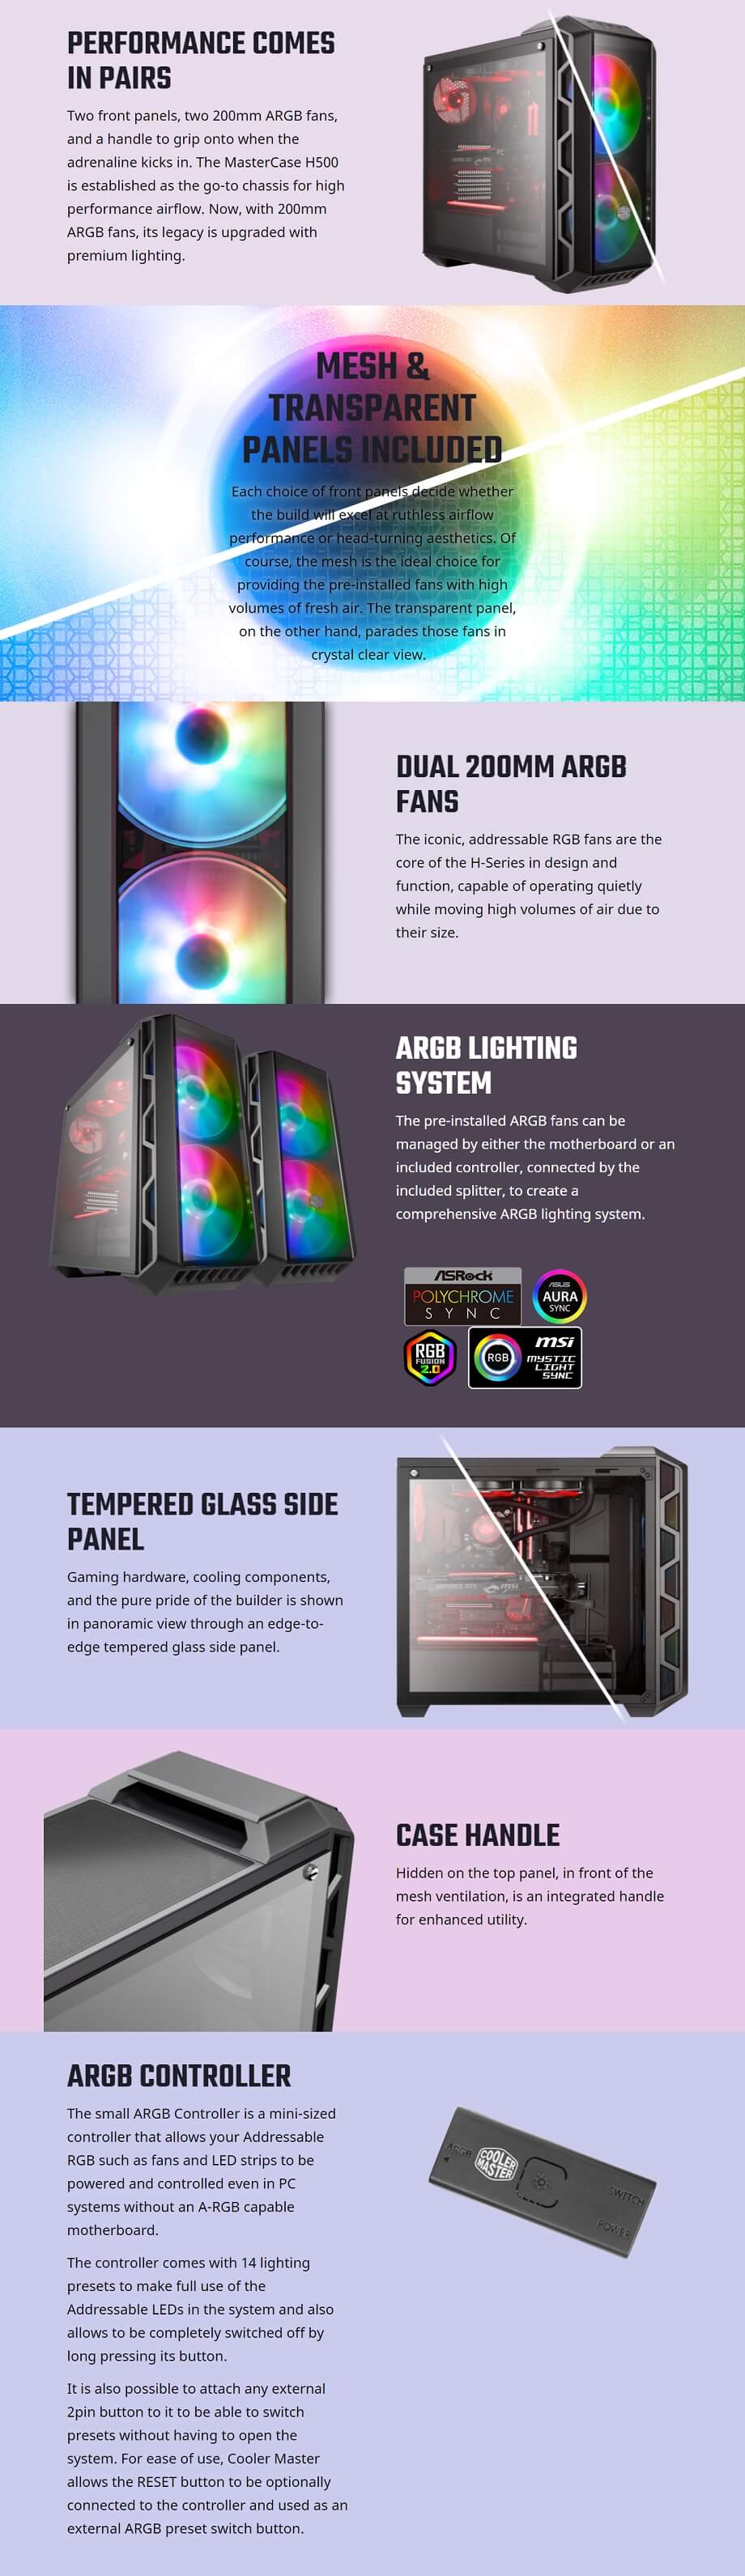 PERFORMANCE COMES
IN PAIRS
Two front panels, two 200mm ARGB fans,
and a handle to grip onto when the
adrenaline kicks in. The MasterCase H500
is established as the go-to chassis for high
performance airflow. Now, with 200mm
ARGB fans, its legacy is upgraded with
premium lighting.
MESH &
TRANSPARENT
PANELS INCLUDED
Each choice of front panels decide whether
the build will excel at ruthless airflow
performance or head-turning aesthetics. Of
course, the mesh is the ideal choice for
providing the pre-installed fans with high
volumes of fresh air. The transparent panel,
on the other hand, parades those fans in
crystal clear view.
DUAL 200MM ARGB
FANS
The iconic, addressable RGB fans are the
core of the H-Series in design and
function, capable of operating quietly
while moving high volumes of air due to
their size.
ARGB LIGHTING
SYSTEM
The pre-installed ARGB fans can be
managed by either the motherboard or an
included controller, connected by the
included splitter, to create a
comprehensive ARGB lighting system.
ASRock
POLYCHROME
SYNC
ASUS
AURA
SYNC
RGB
FUSION
2.0
RGB
msi
MYSTIC
LIGHT
SYNC
TEMPERED GLASS SIDE
PANEL
Gaming hardware, cooling components,
and the pure pride of the builder is shown
in panoramic view through an edge-to-
edge tempered glass side panel.
msi
CASE HANDLE
Hidden on the top panel, in front of the
mesh ventilation, is an integrated handle
for enhanced utility.
ARGB CONTROLLER
The small ARGB Controller is a mini-sized
controller that allows your Addressable
RGB such as fans and LED strips to be
powered and controlled even in PC
systems without an A-RGB capable
motherboard.
The controller comes with 14 lighting
presets to make full use of the
Addressable LEDs in the system and also
allows to be completely switched off by
long pressing its button.
It is also possible to attach any external
2pin button to it to be able to switch
presets without having to open the
system. For ease of use, Cooler Master
allows the RESET button to be optionally
connected to the controller and used as an
external ARGB preset switch button.
ARGB
COOLER
MASTER
SWITCH
POWER